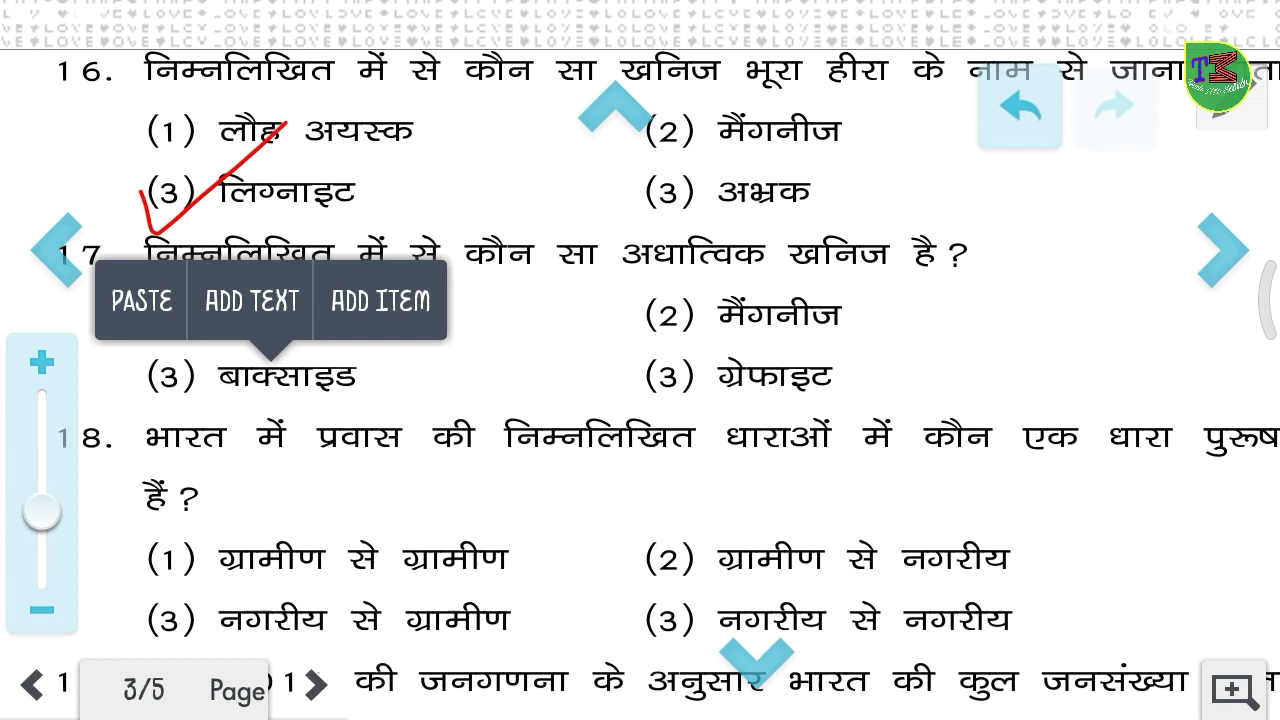 16. निम्नलिखित में से कौन सा खनिज भूरा हीरा के नाम से जाना
(1) लौह अयस्क (2) मैंगनीज
(3) लिग्नाइट (3) अभ्रक
17 निम्नलिखित में से कौन सा अधात्विक खनिज है ?
PASTE ADD TEXT ADD ITEM
(2) मैंगनीज
(3) बाक्साइड (3) ग्रेफाइट
18. भारत में प्रवास की निम्नलिखित धाराओं में कौन एक धारा पुरूष
हैं ?
(1) ग्रामीण से ग्रामीण (2) ग्रामीण से नगरीय
(3) नगरीय से ग्रामीण (3) नगरीय से नगरीय
की जनगणना के अनुसार भारत की कुल जनसंख्या
3/5 Page